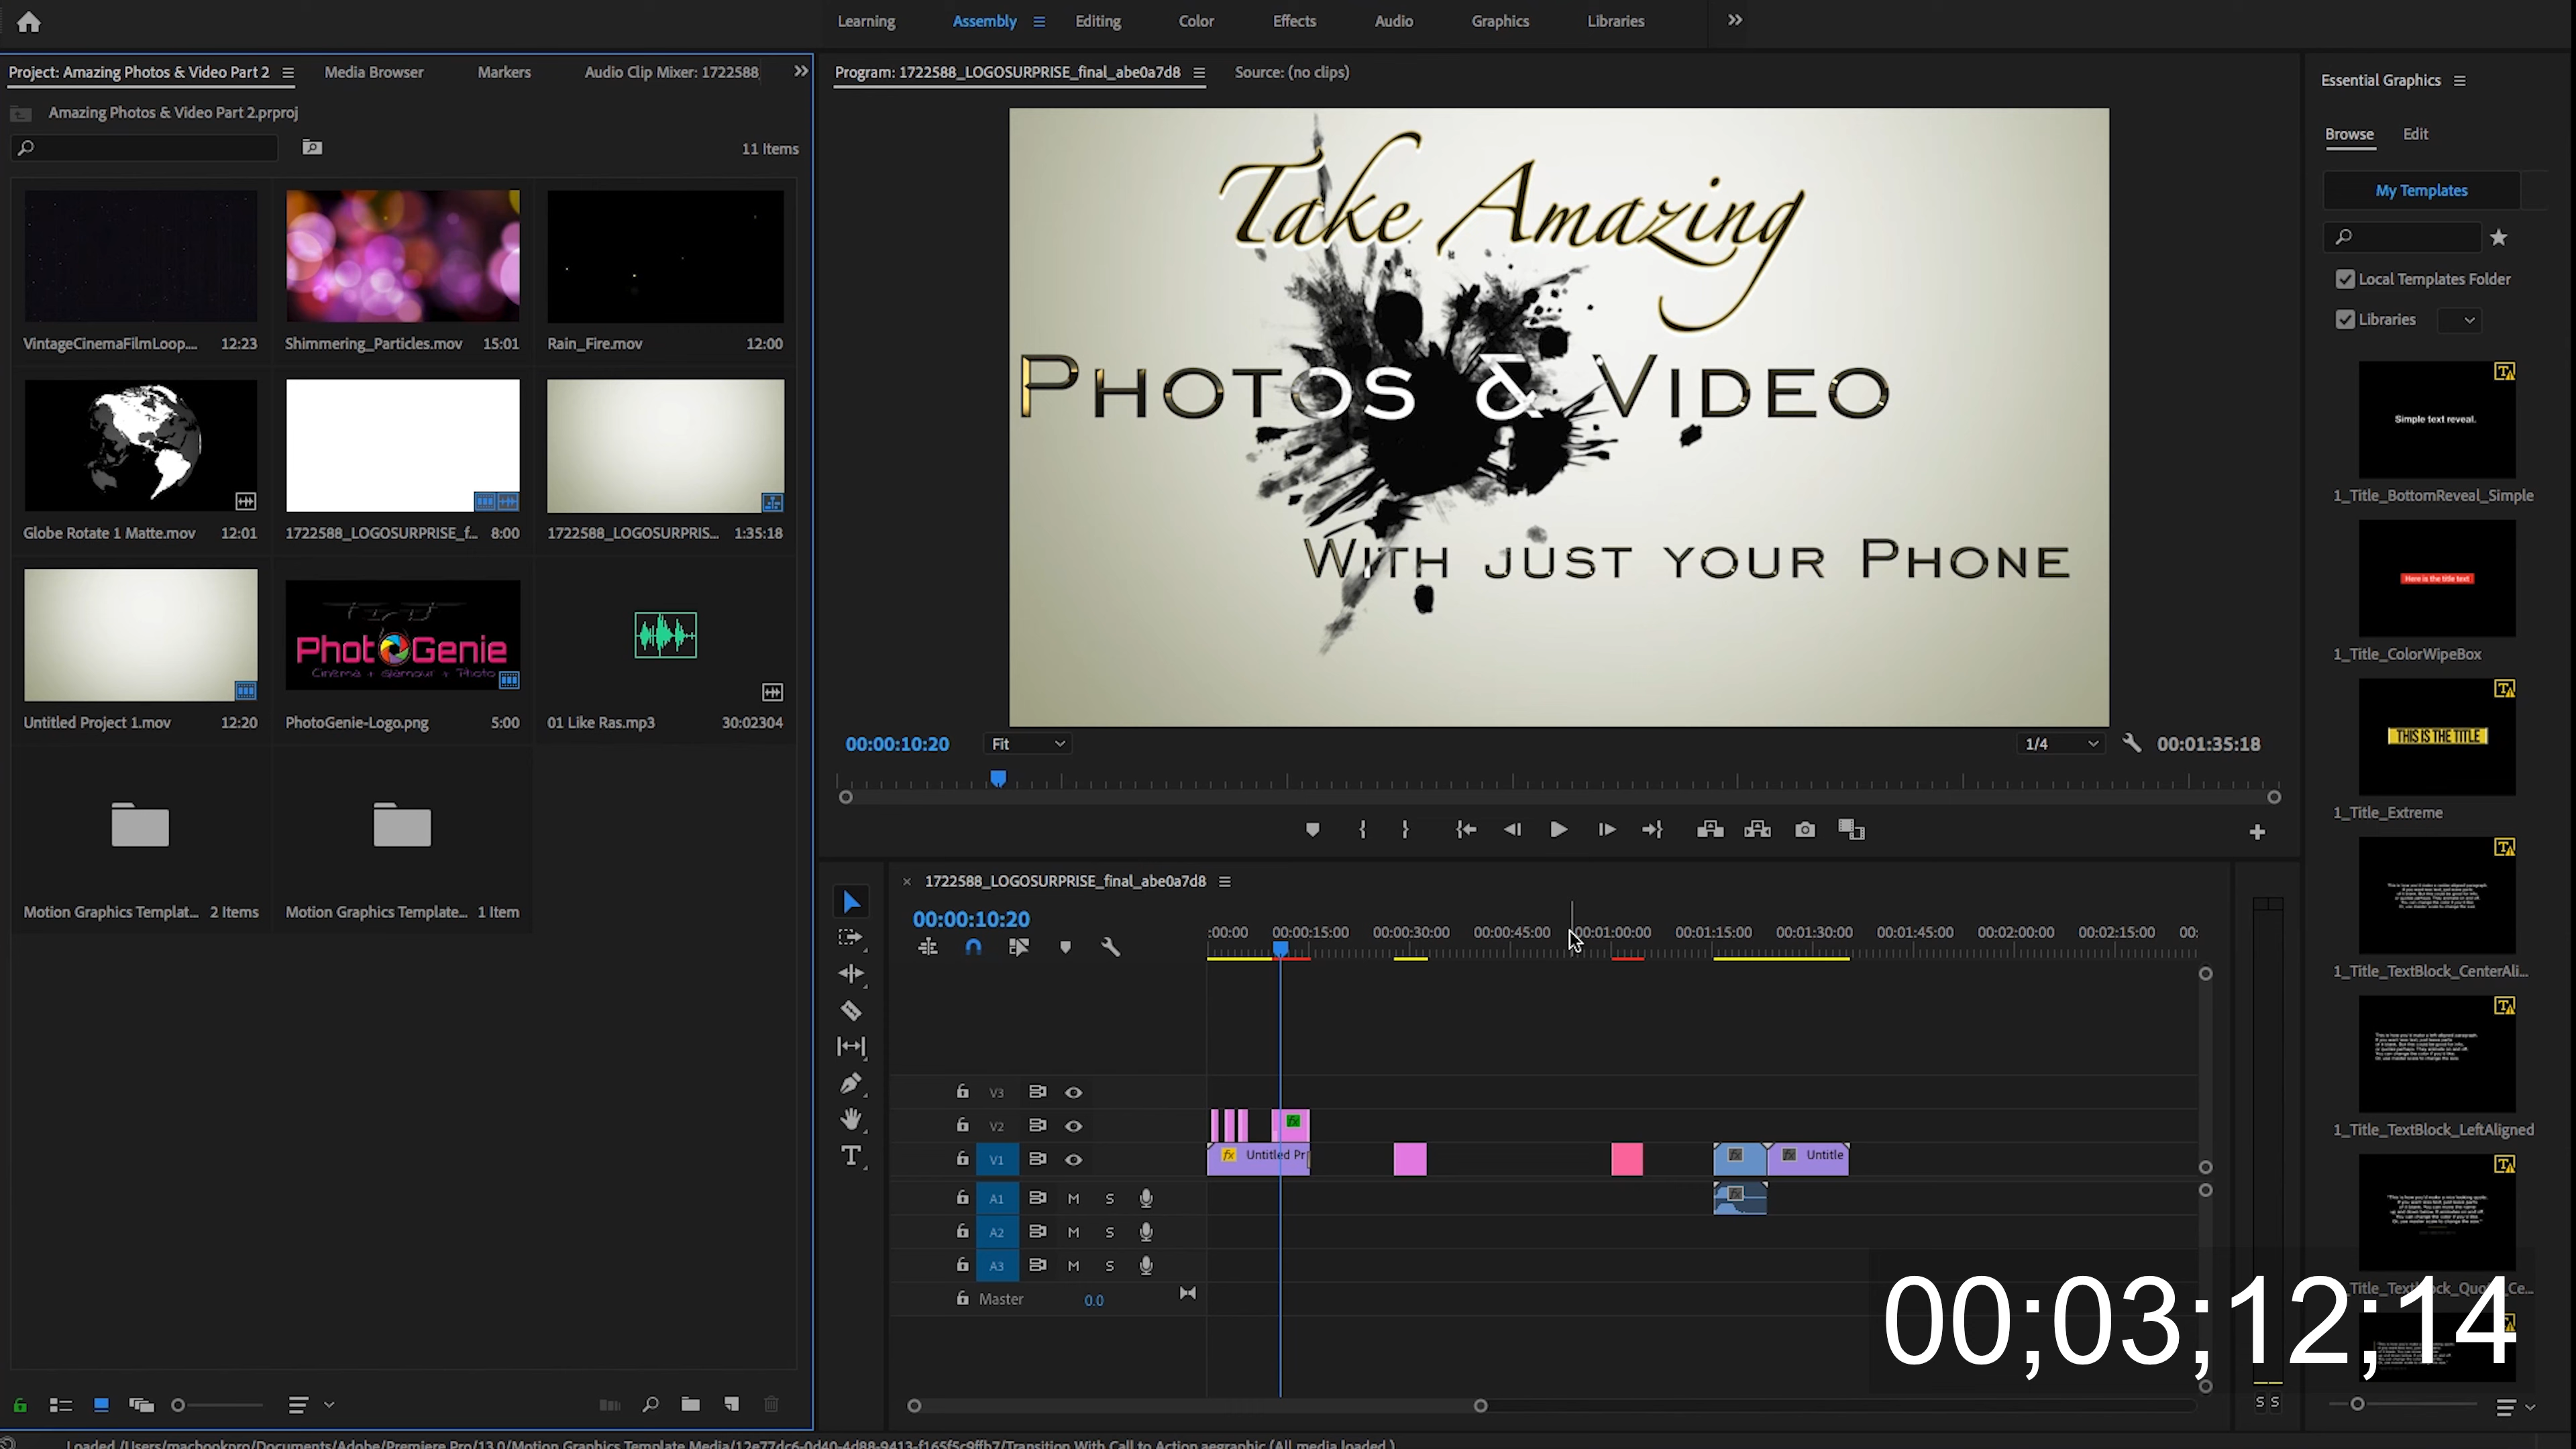 Learning Assembly Editing Color Effects Audio Graphics Libraries
Project: Amazing Photos & Video Part 2 Media Browser Markers Audio Clip Mixer: 1722588
Amazing Photos & Video Part 2.prproj
11 Items
VintageCinemaFilmLoop.... 12:23 Shimmering_Particles.mov 15:01 Rain_Fire.mov 12:00
Globe Rotate 1 Matte.mov 12:01 1722588_LOGOSURPRISE_f... 8:00 1722588_LOGOSURPRIS... 1:35:18
PhotoGenie
Cinema + Glamour + Photo
Untitled Project 1.mov 12:20 PhotoGenie-Logo.png 5:00 01 Like Ras.mp3 30:02304
Motion Graphics Templat... 2 Items Motion Graphics Template... 1 Item
Program: 1722588_LOGOSURPRISE_final_abe0a7d8 Source: (no clips)
Take Amazing
Photos & Video
With just your Phone
00:00:10:20 Fit 1/4 00:01:35:18
1722588_LOGOSURPRISE_final_abe0a7d8
00:00:10:20
:00:00 00:00:15:00 00:00:30:00 00:00:45:00 00:01:00:00 00:01:15:00 00:01:30:00 00:01:45:00 00:02:00:00 00:02:15:00 00:
V3
V2 fx
V1 fx Untitled Pr fx fx Untitle
A1 M S fx
A2 M S
A3 M S
Master 0.0
S S
Essential Graphics
Browse Edit
My Templates
Local Templates Folder
Libraries
Simple text reveal.
1_Title_BottomReveal_Simple
Here is the title text
1_Title_ColorWipeBox
THIS IS THE TITLE
1_Title_Extreme
1_Title_TextBlock_CenterAli...
1_Title_TextBlock_LeftAligned
_Title_TextBlock_Quote_Ce...
00;03;12;14
Loaded /Users/macbookpro/Documents/Adobe/Premiere Pro/13.0/Motion Graphics Template Media/12e77dc6-0d40-4d88-9413-f165f5c9ffb7/Transition With Call to Action.aegraphic (All media loaded.)